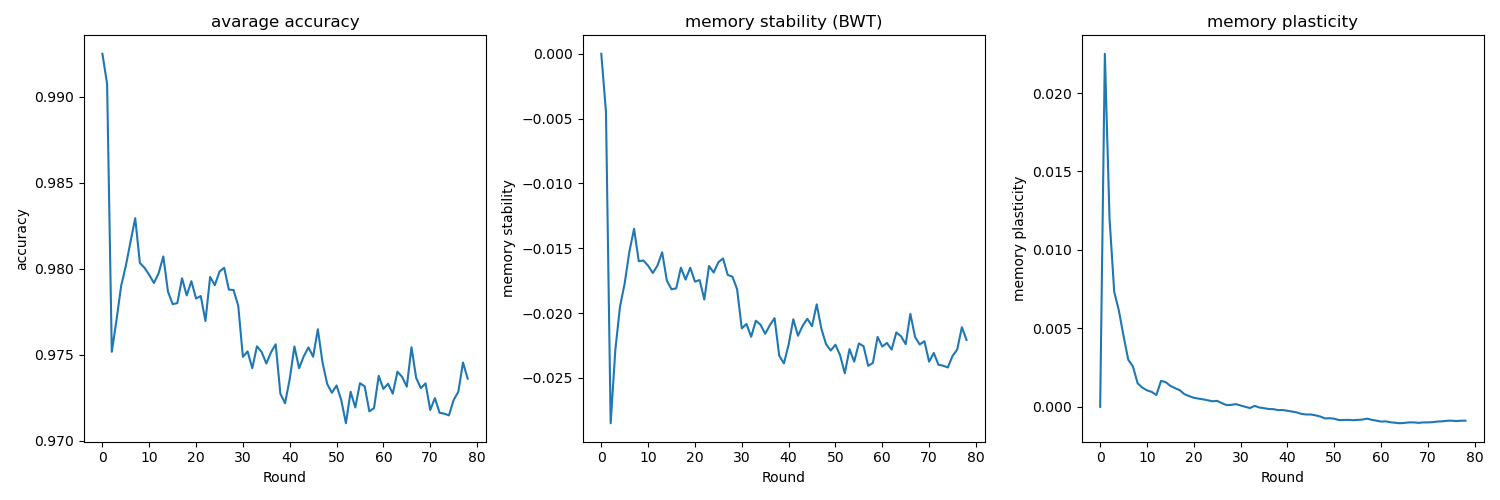 avarage accuracy
accuracy
0.990
0.985
0.980
0.975
0.970
0 10 20 30 40 50 60 70 80
Round
memory stability (BWT)
memory stability
0.000
−0.005
−0.010
−0.015
−0.020
−0.025
0 10 20 30 40 50 60 70 80
Round
memory plasticity
memory plasticity
0.020
0.015
0.010
0.005
0.000
0 10 20 30 40 50 60 70 80
Round